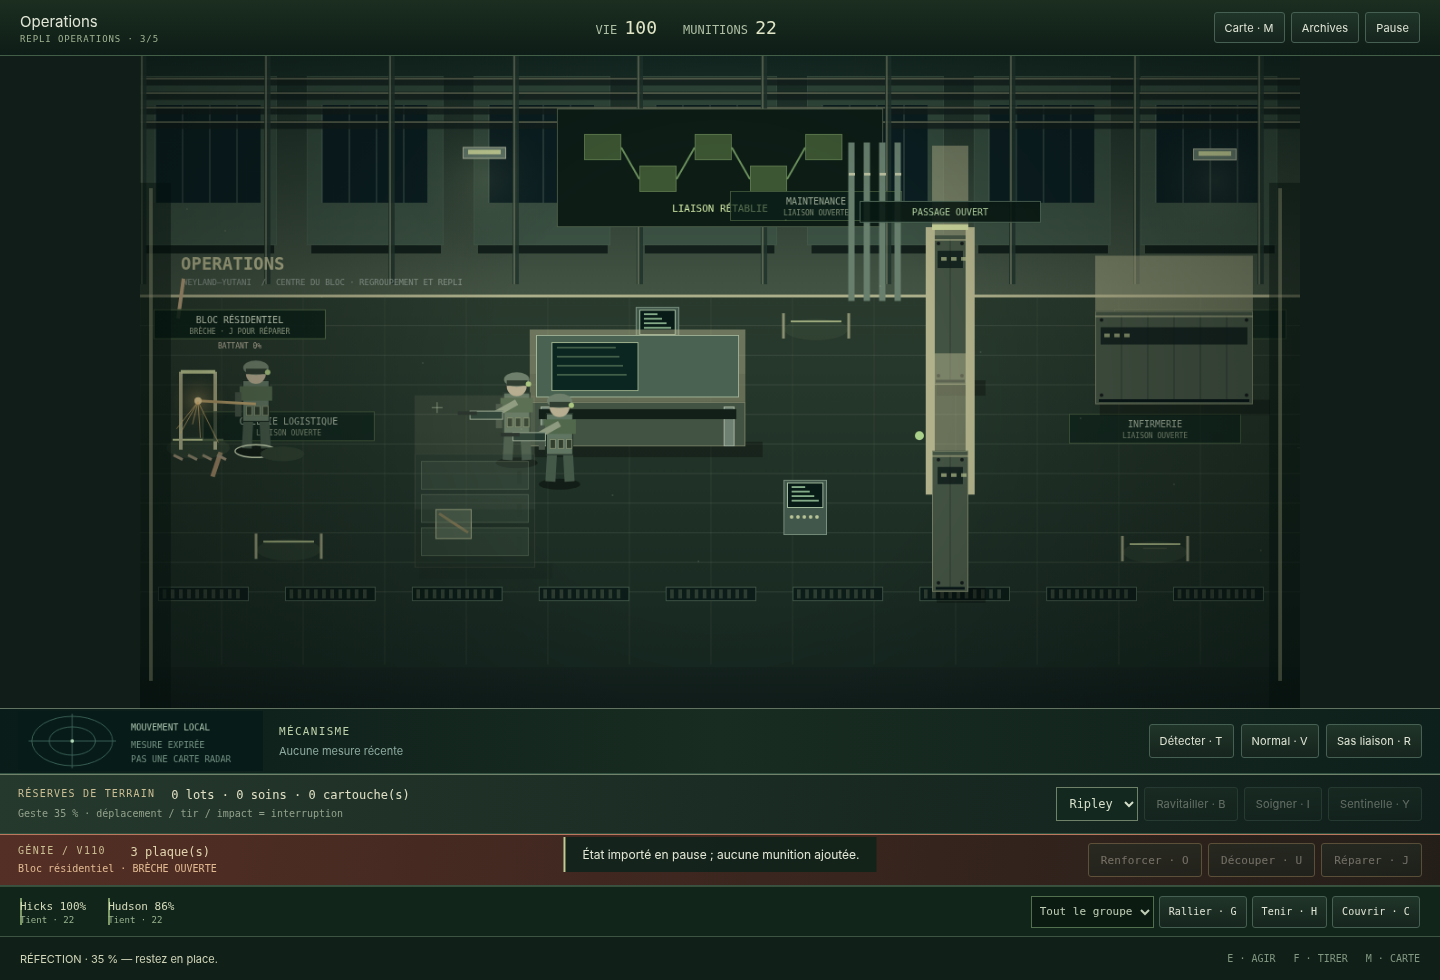 Operations
REPLI OPERATIONS · 3/5
VIE 100 MUNITIONS 22
Carte · M
Archives
Pause
LIAISON RÉTABLIE
MAINTENANCE
LIAISON OUVERTE
PASSAGE OUVERT
OPERATIONS
WEYLAND-YUTANI / CENTRE DU BLOC · REGROUPEMENT ET REPLI
BLOC RÉSIDENTIEL
BRÈCHE · J POUR RÉPARER
BATTANT 0%
LOGISTIQUE
OUVERTE
INFIRMERIE
LIAISON OUVERTE
MOUVEMENT LOCAL
MESURE EXPIRÉE
PAS UNE CARTE RADAR
MÉCANISME
Aucune mesure récente
Détecter · T
Normal · V
Sas liaison · R
RÉSERVES DE TERRAIN 0 lots · 0 soins · 0 cartouche(s)
Geste 35 % · déplacement / tir / impact = interruption
Ripley
Ravitailler · B
Soigner · I
Sentinelle · Y
GÉNIE / V110 3 plaque(s)
Bloc résidentiel · BRÈCHE OUVERTE
État importé en pause ; aucune munition ajoutée.
Renforcer · O
Découper · U
Réparer · J
Hicks 100%
Tient · 22
Hudson 86%
Tient · 22
Tout le groupe
Rallier · G
Tenir · H
Couvrir · C
RÉFECTION · 35 % — restez en place.
E · AGIR F · TIRER M · CARTE